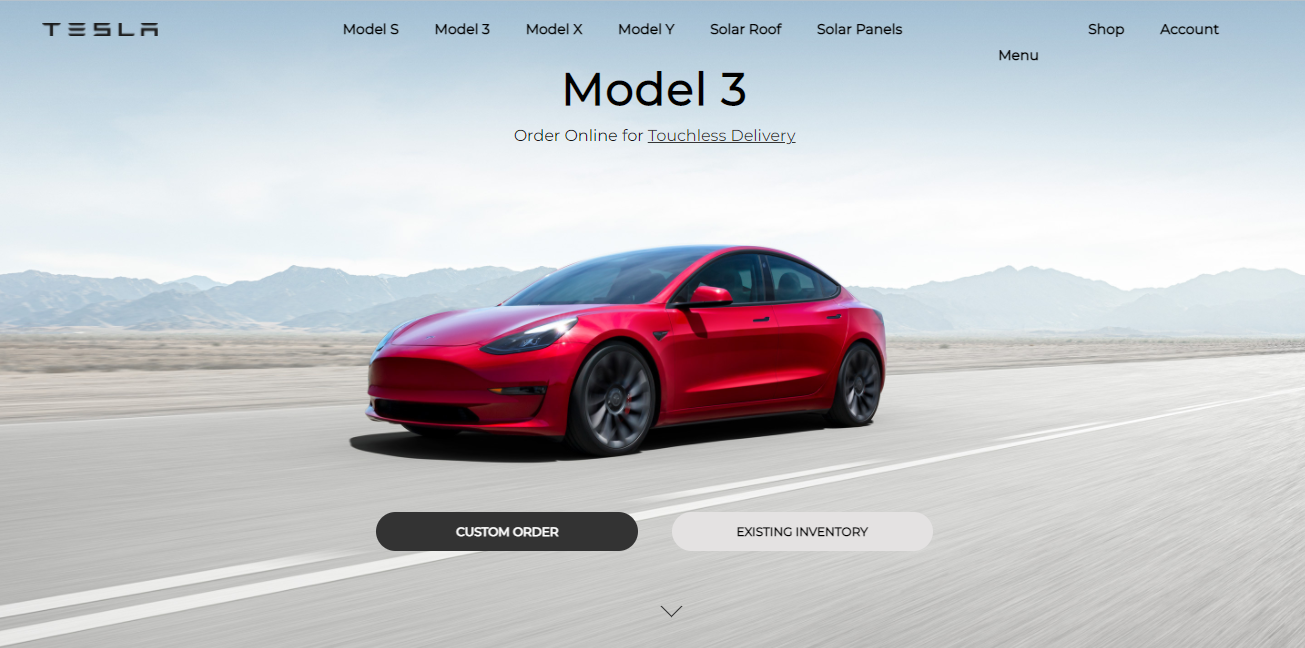 TESLA Model S Model 3 Model X Model Y Solar Roof Solar Panels Shop Account
Menu
Model 3
Order Online for Touchless Delivery
CUSTOM ORDER EXISTING INVENTORY